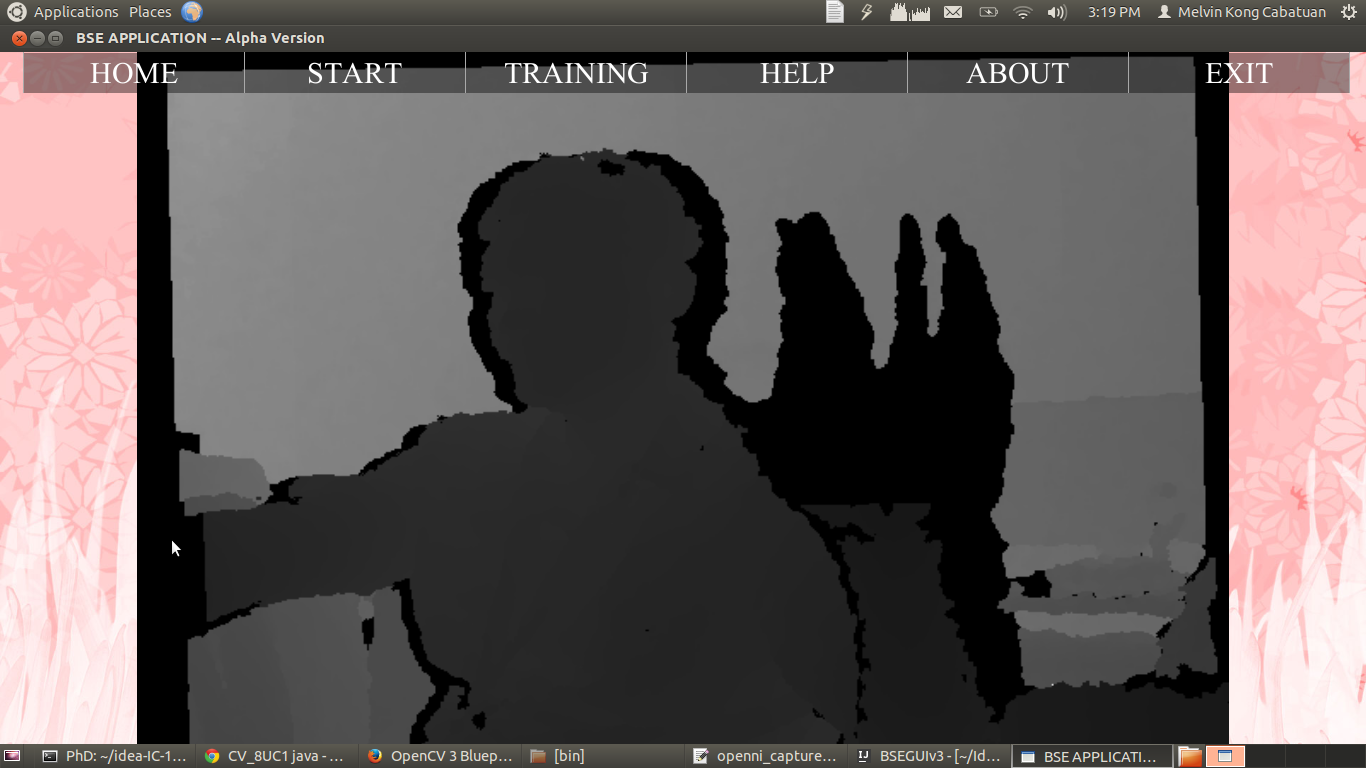 Applications Places 3:19 PM Melvin Kong Cabatuan
BSE APPLICATION -- Alpha Version
HOME START TRAINING HELP ABOUT EXIT
PhD: ~/idea-IC-1... CV_8UC1 java - ... OpenCV 3 Bluep... [bin] openni_capture... BSEGUIv3 - [~/Id... BSE APPLICATI...